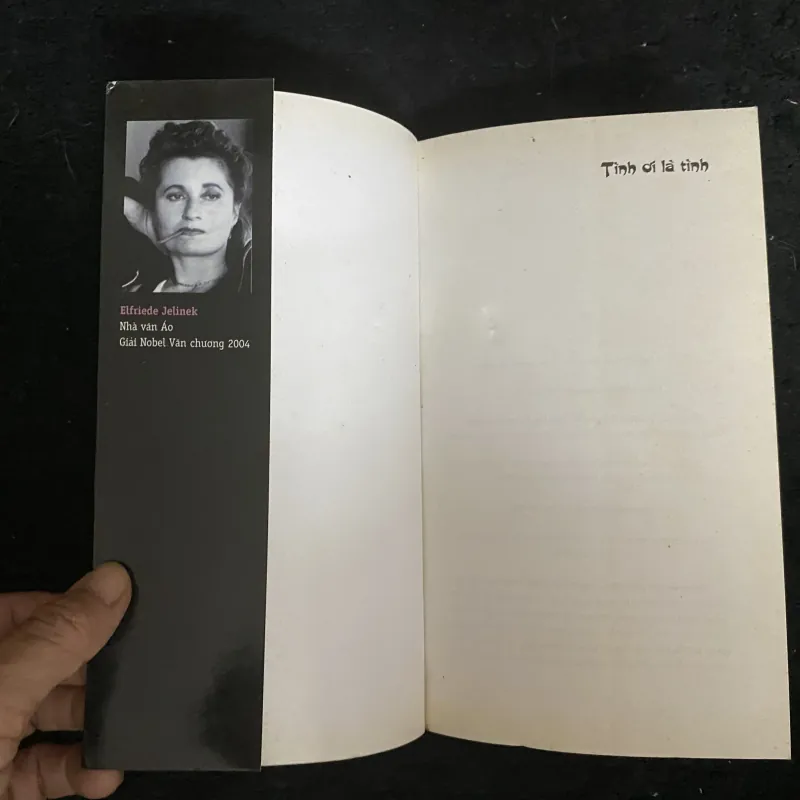 Elfriede Jelinek
Nhà văn Áo
Giải Nobel Văn chương 2004
Tình ơi là tình